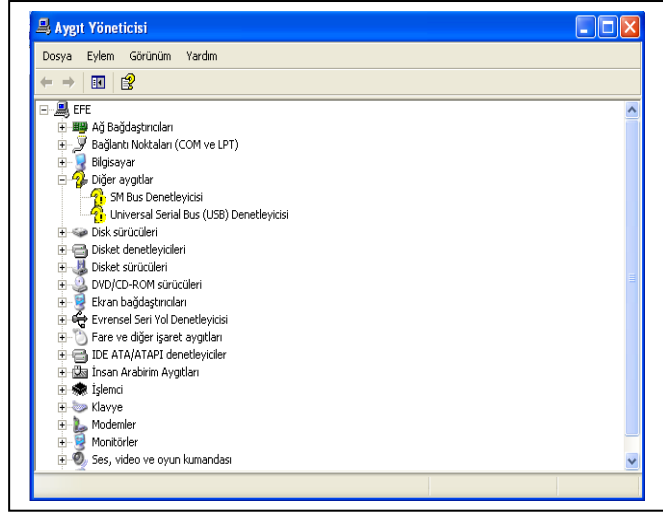 Aygıt Yöneticisi
Dosya Eylem Görünüm Yardım
EFE
Ağ Bağdaştırıcıları
Bağlantı Noktaları (COM ve LPT)
Bilgisayar
Diğer aygıtlar
SM Bus Denetleyicisi
Universal Serial Bus (USB) Denetleyicisi
Disk sürücüleri
Disket denetleyicileri
Disket sürücüleri
DVD/CD-ROM sürücüleri
Ekran bağdaştırıcıları
Evrensel Seri Yol Denetleyicisi
Fare ve diğer işaret aygıtları
IDE ATA/ATAPI denetleyiciler
İnsan Arabirim Aygıtları
İşlemci
Klavye
Modemler
Monitörler
Ses, video ve oyun kumandası